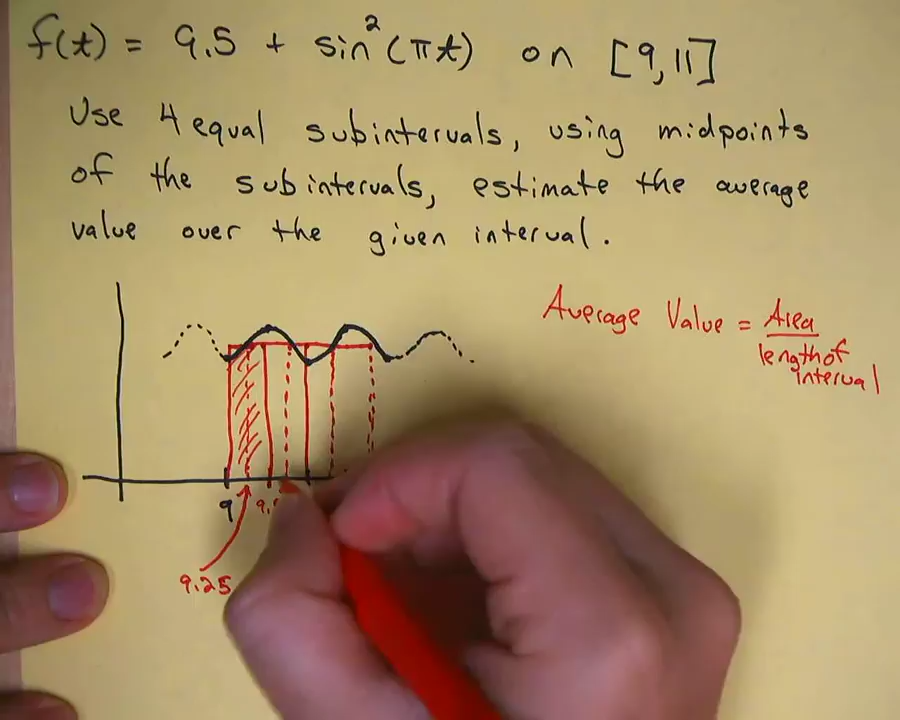 f(t) = 9.5 + sin²(πt) on [9,11]
Use 4 equal subintervals, using midpoints
of the subintervals, estimate the average
value over the given interval.
Average Value = Area
length of
interval
9
9.25